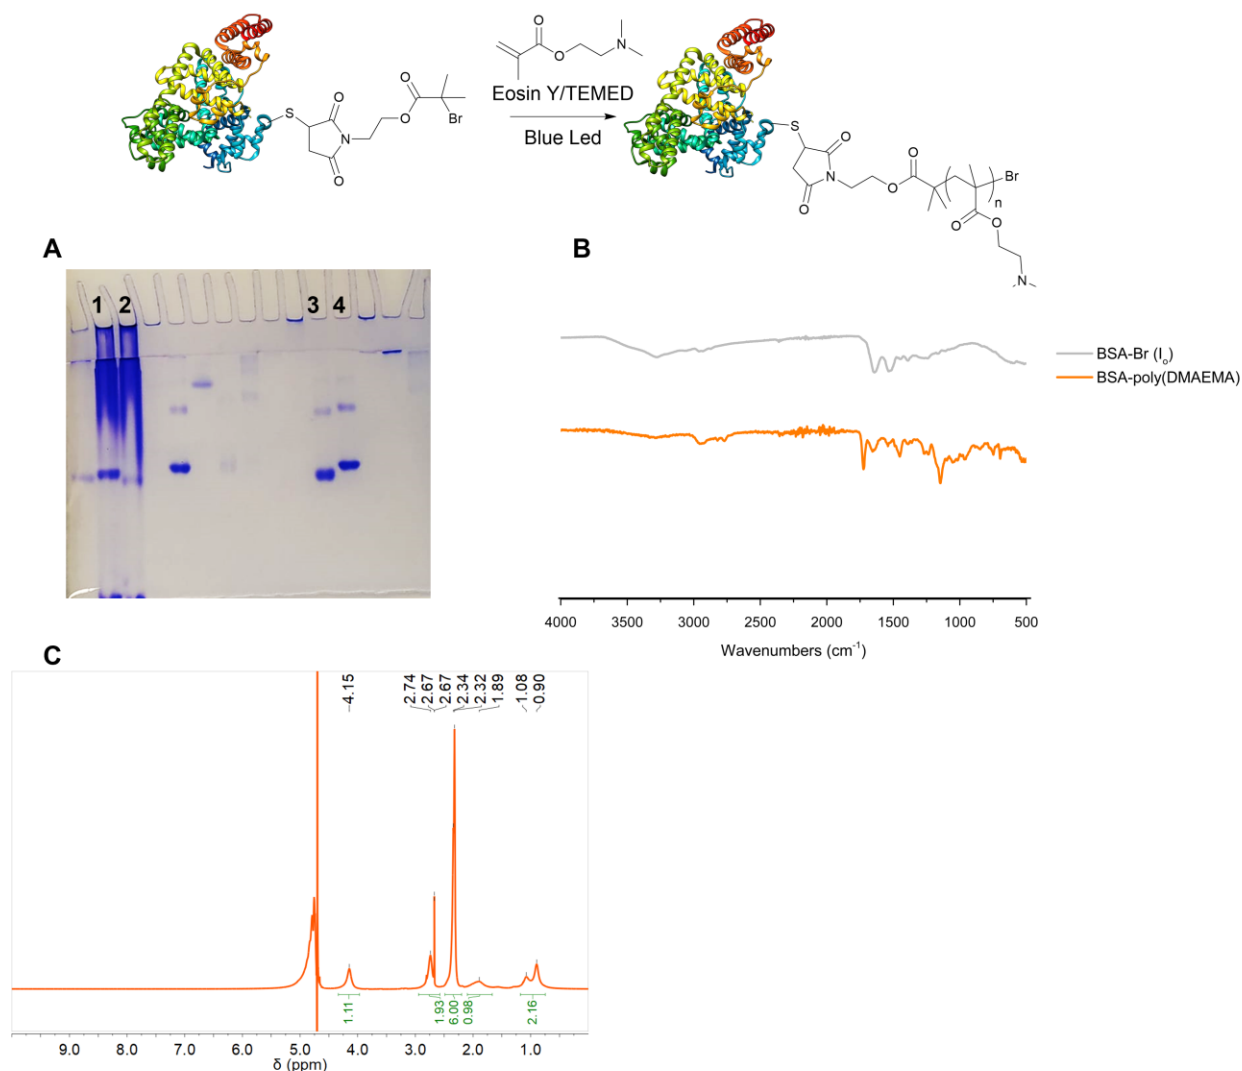 O
O
N
Eosin Y/TEMED
Blue Led
S
O
N
O
O
O
Br
S
O
N
O
O
O
Br
n
O
O
N
A
1 2 3 4
B
BSA-Br (Iₒ)
BSA-poly(DMAEMA)
4000 3500 3000 2500 2000 1500 1000 500
Wavenumbers (cm⁻¹)
C
4.15
2.74
2.67
2.67
2.34
2.32
1.89
1.08
0.90
1.11
1.93
6.00
0.98
2.16
9.0 8.0 7.0 6.0 5.0 4.0 3.0 2.0 1.0
δ (ppm)